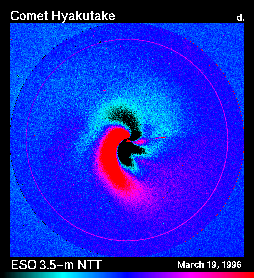 Comet Hyakutake d.
ESO 3.5-m NTT March 19, 1996